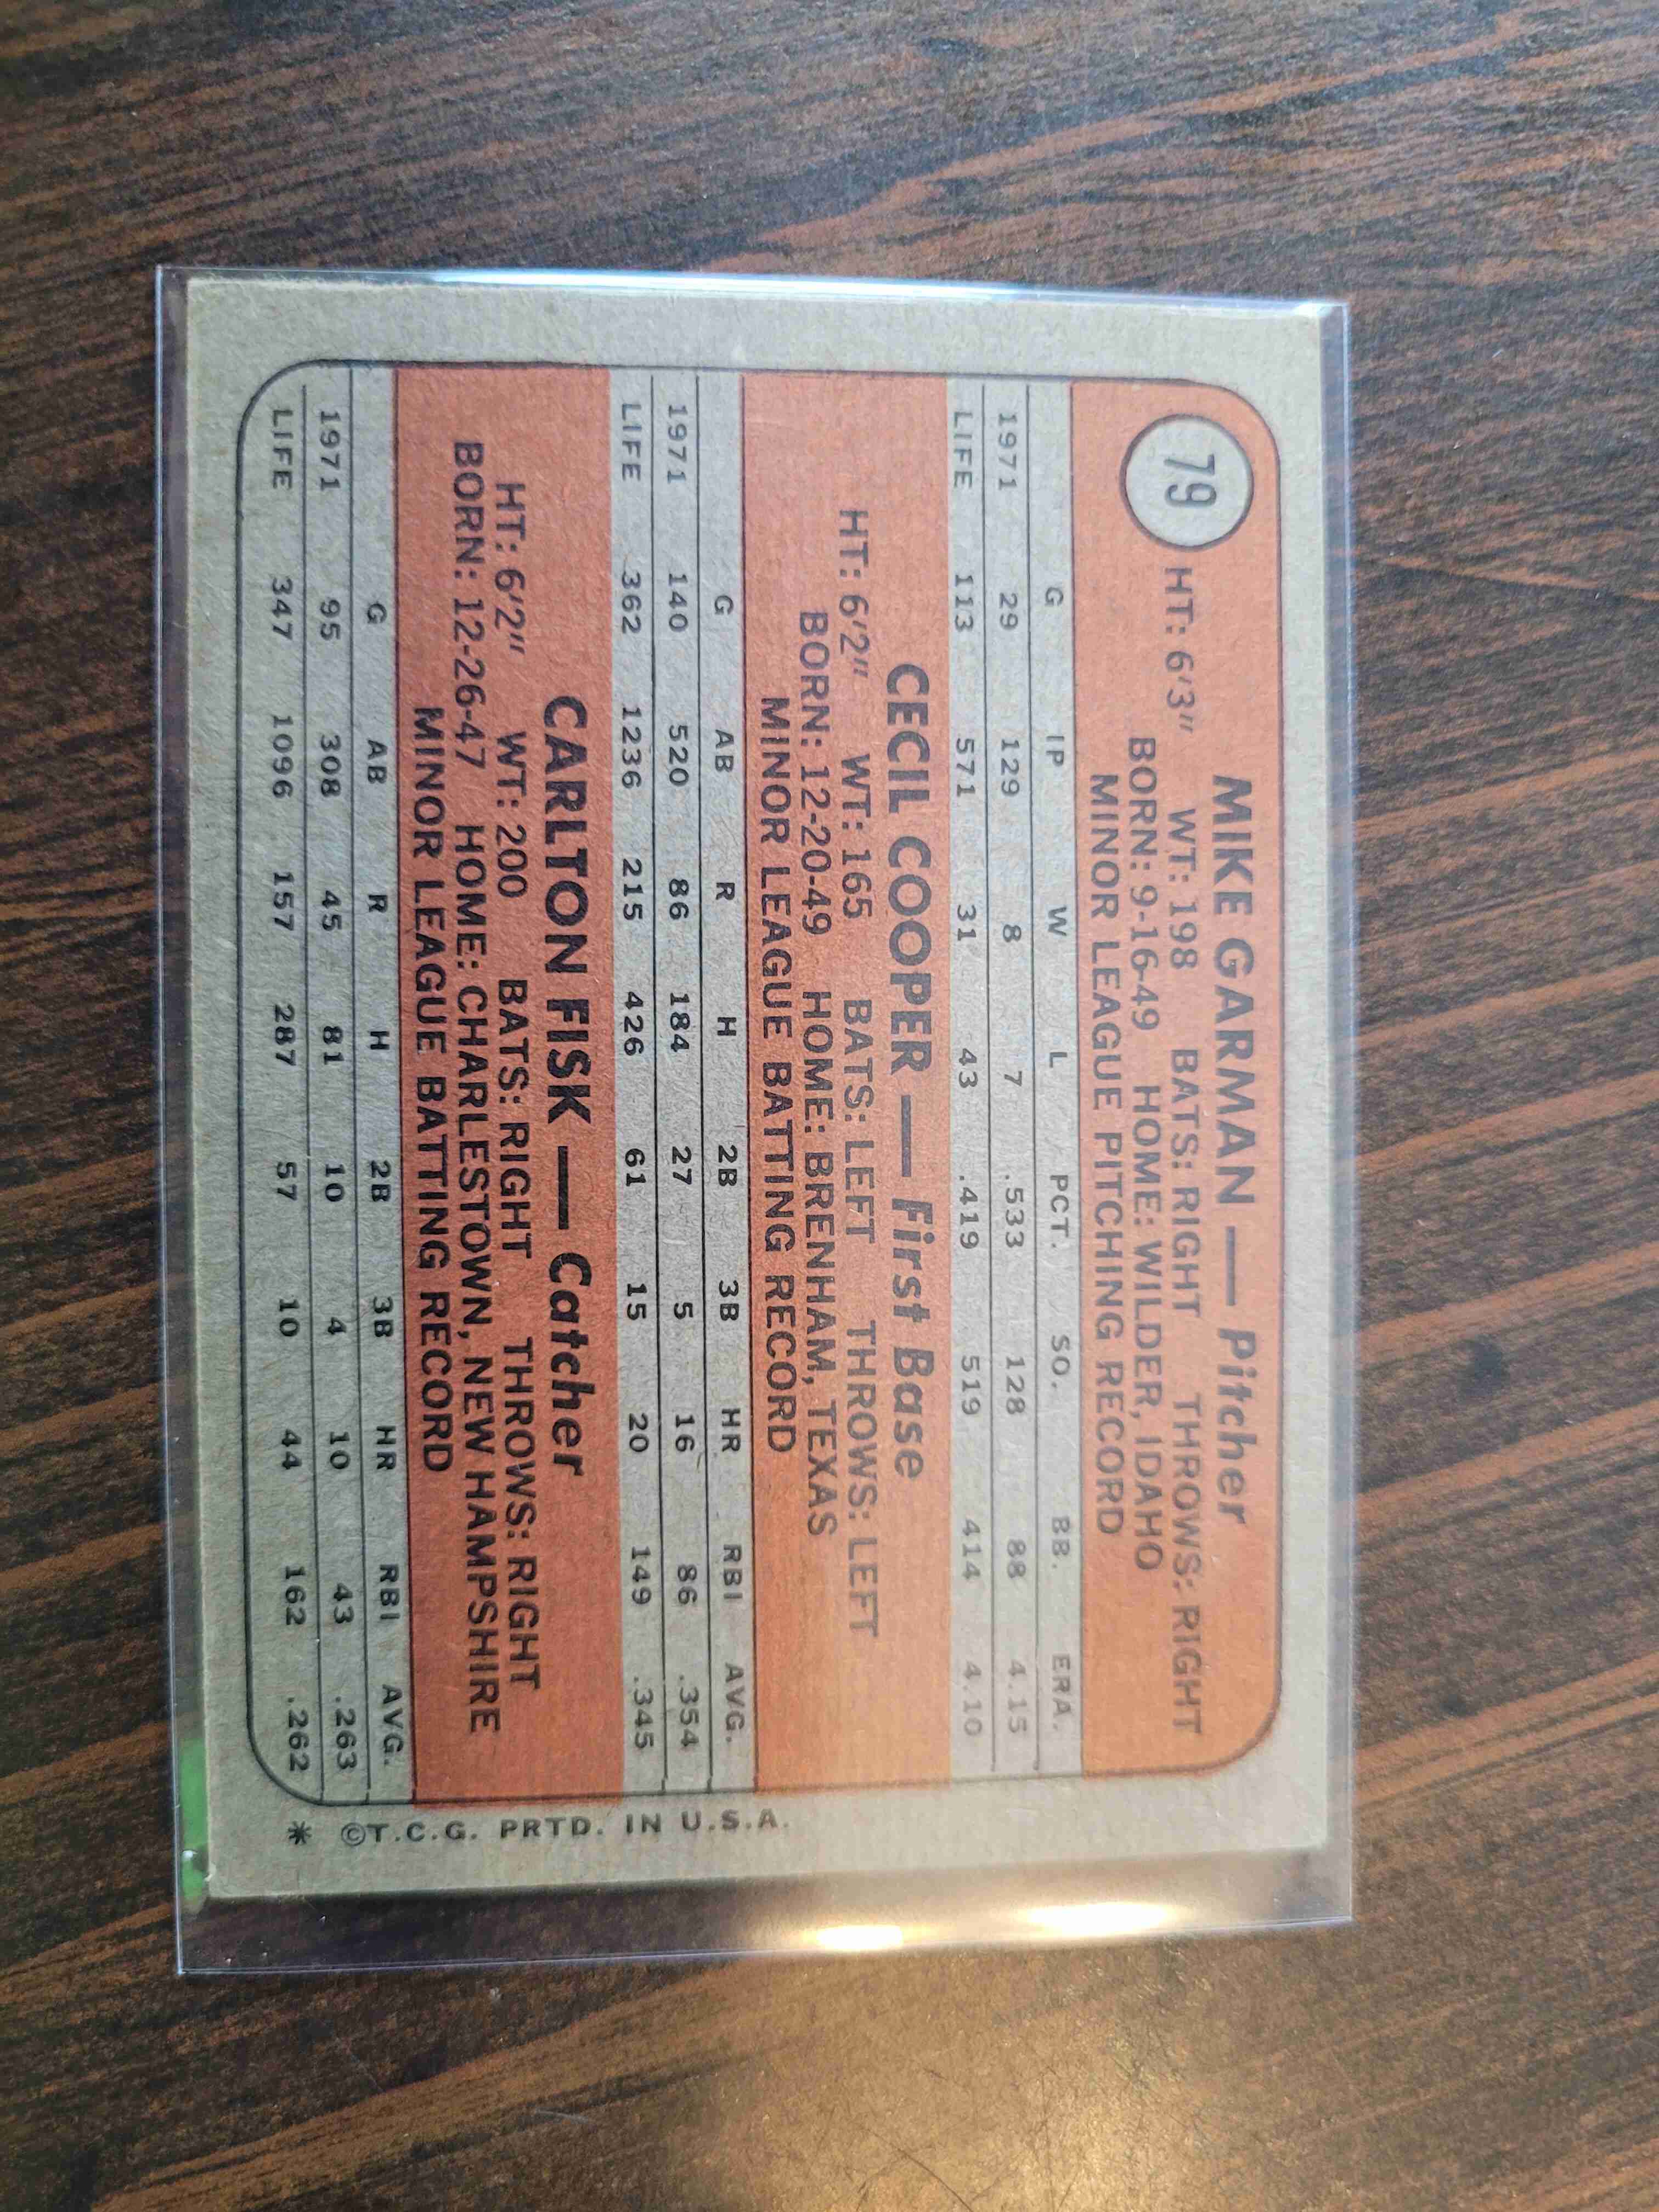 79
MIKE GARMAN — Pitcher
HT: 6'3" WT: 198 BATS: RIGHT THROWS: RIGHT
BORN: 9-16-49 HOME: WILDER, IDAHO
MINOR LEAGUE PITCHING RECORD
G IP W L PCT. SO. BB. ERA.
1971 29 129 8 7 .533 128 88 4.15
LIFE 113 571 31 43 .419 519 414 4.10
CECIL COOPER — First Base
HT: 6'2" WT: 165 BATS: LEFT THROWS: LEFT
BORN: 12-20-49 HOME: BRENHAM, TEXAS
MINOR LEAGUE BATTING RECORD
G AB R H 2B 3B HR RBI AVG.
1971 140 520 86 184 27 5 16 86 .354
LIFE 362 1236 215 426 61 15 20 149 .345
CARLTON FISK — Catcher
HT: 6'2" WT: 200 BATS: RIGHT THROWS: RIGHT
BORN: 12-26-47 HOME: CHARLESTOWN, NEW HAMPSHIRE
MINOR LEAGUE BATTING RECORD
G AB R H 2B 3B HR RBI AVG.
1971 95 308 45 81 10 4 10 43 .263
LIFE 347 1096 157 287 57 10 44 162 .262
* ©T.C.G. PRTD. IN U.S.A.